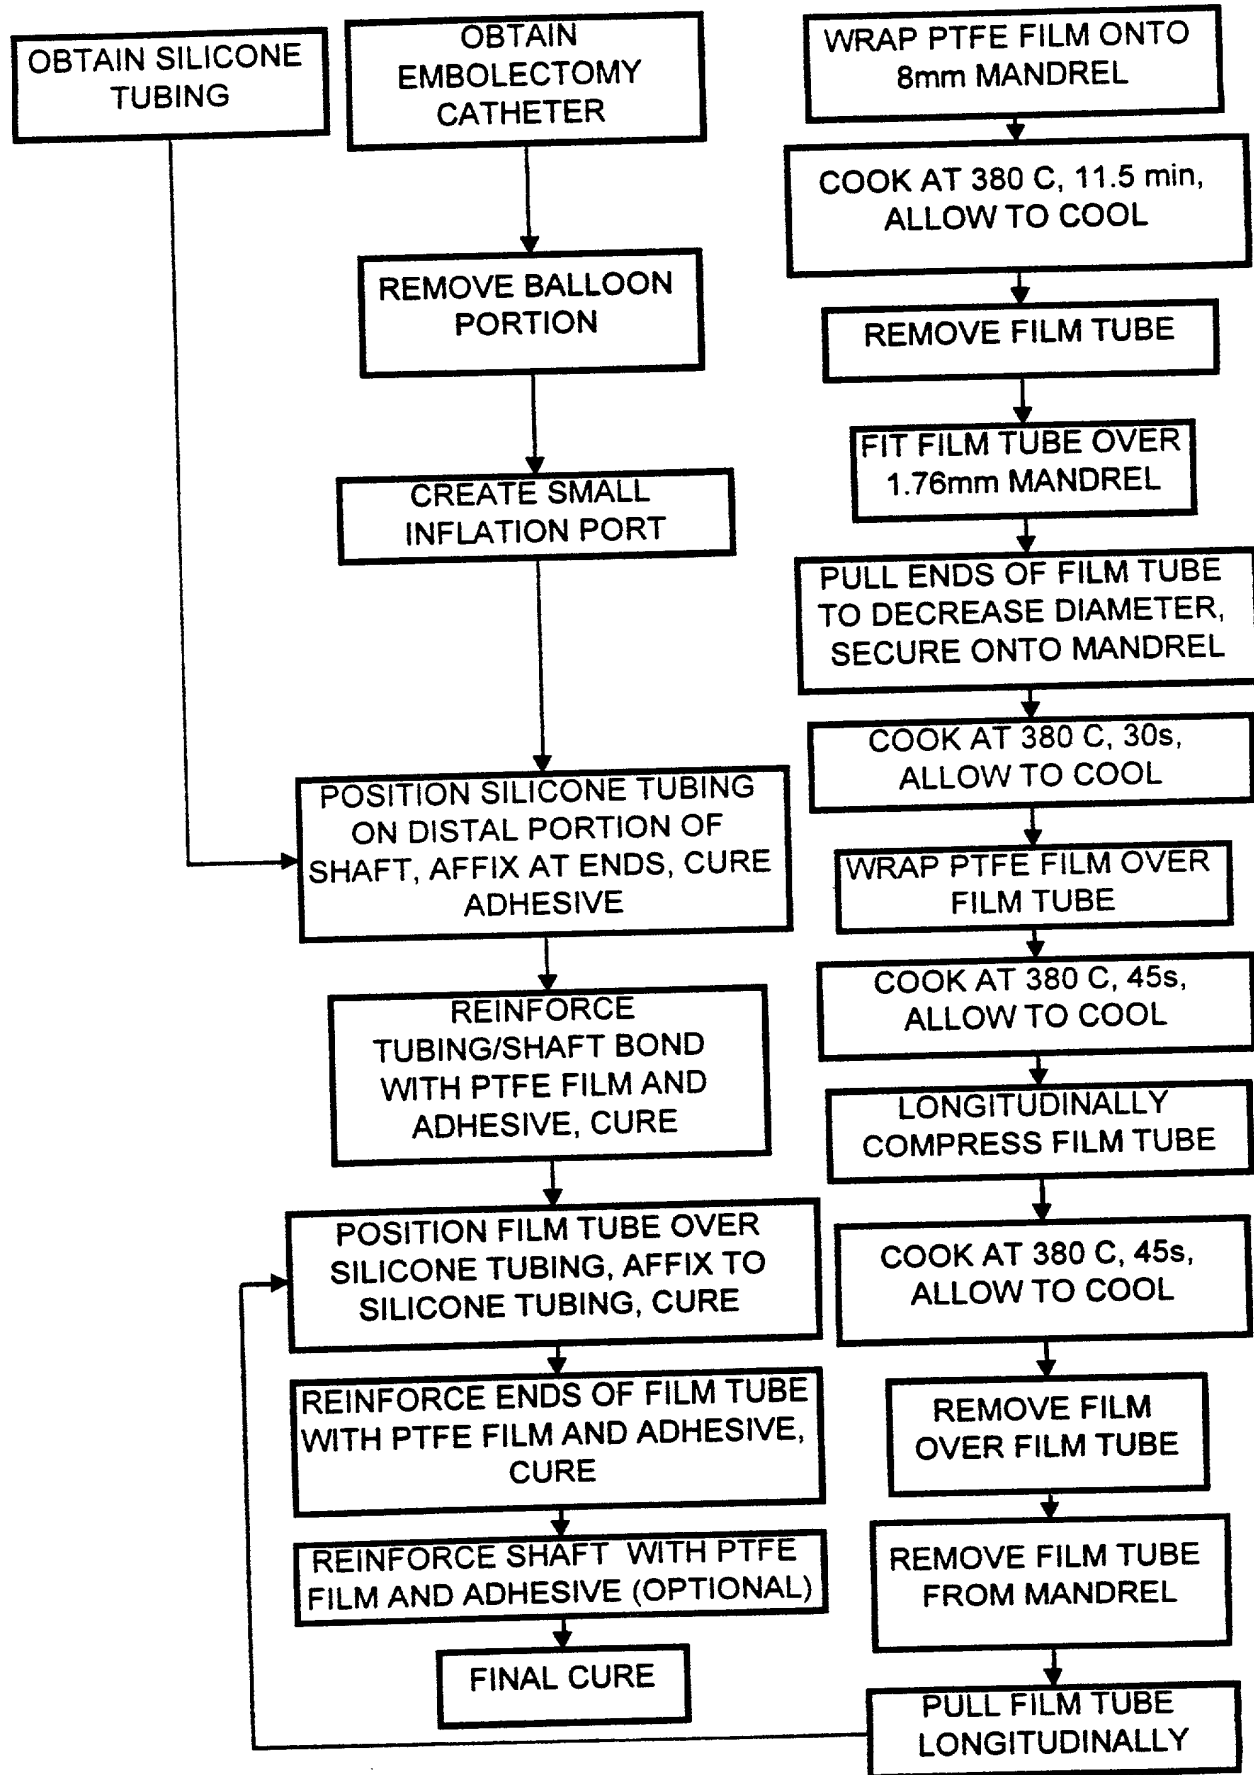 OBTAIN SILICONE
TUBING
OBTAIN
EMBOLECTOMY
CATHETER
REMOVE BALLOON
PORTION
CREATE SMALL
INFLATION PORT
POSITION SILICONE TUBING
ON DISTAL PORTION OF
SHAFT, AFFIX AT ENDS, CURE
ADHESIVE
REINFORCE
TUBING/SHAFT BOND
WITH PTFE FILM AND
ADHESIVE, CURE
POSITION FILM TUBE OVER
SILICONE TUBING, AFFIX TO
SILICONE TUBING, CURE
REINFORCE ENDS OF FILM TUBE
WITH PTFE FILM AND ADHESIVE,
CURE
REINFORCE SHAFT WITH PTFE
FILM AND ADHESIVE (OPTIONAL)
FINAL CURE
WRAP PTFE FILM ONTO
8mm MANDREL
COOK AT 380 C, 11.5 min,
ALLOW TO COOL
REMOVE FILM TUBE
FIT FILM TUBE OVER
1.76mm MANDREL
PULL ENDS OF FILM TUBE
TO DECREASE DIAMETER,
SECURE ONTO MANDREL
COOK AT 380 C, 30s,
ALLOW TO COOL
WRAP PTFE FILM OVER
FILM TUBE
COOK AT 380 C, 45s,
ALLOW TO COOL
LONGITUDINALLY
COMPRESS FILM TUBE
COOK AT 380 C, 45s,
ALLOW TO COOL
REMOVE FILM
OVER FILM TUBE
REMOVE FILM TUBE
FROM MANDREL
PULL FILM TUBE
LONGITUDINALLY